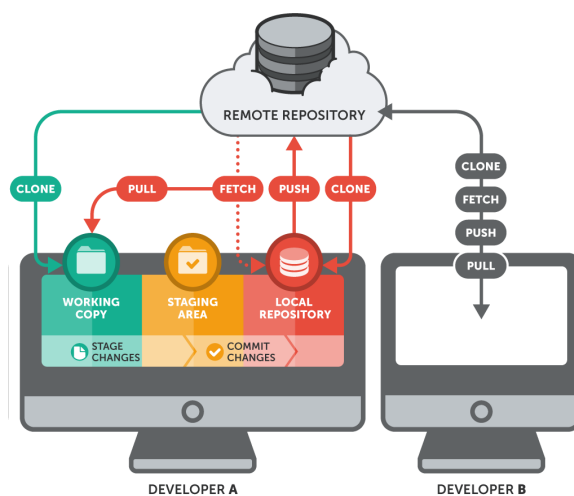 REMOTE REPOSITORY
CLONE
PULL
FETCH
PUSH
CLONE
CLONE
FETCH
PUSH
PULL
WORKING
COPY
STAGING
AREA
LOCAL
REPOSITORY
STAGE
CHANGES
COMMIT
CHANGES
DEVELOPER A
DEVELOPER B